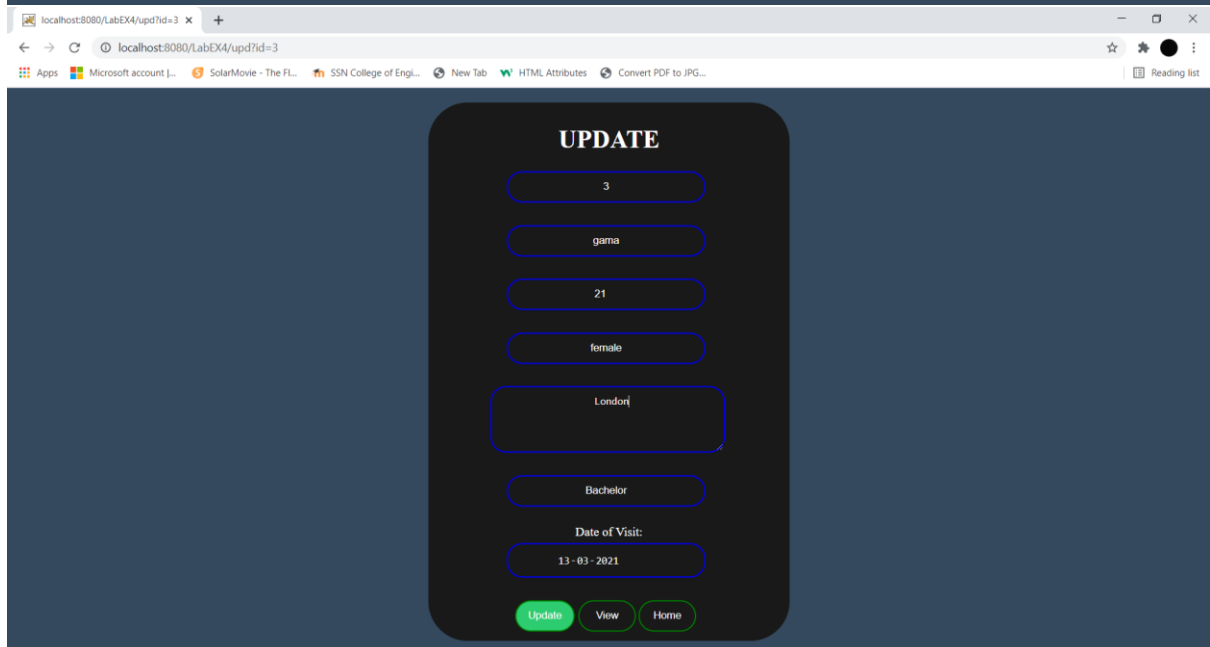 localhost:8080/LabEX4/upd?id=3
localhost:8080/LabEX4/upd?id=3
Apps Microsoft account |... SolarMovie - The Fl... SSN College of Engi... New Tab HTML Attributes Convert PDF to JPG... Reading list
UPDATE
3
gama
21
female
London
Bachelor
Date of Visit:
13-03-2021
Update View Home